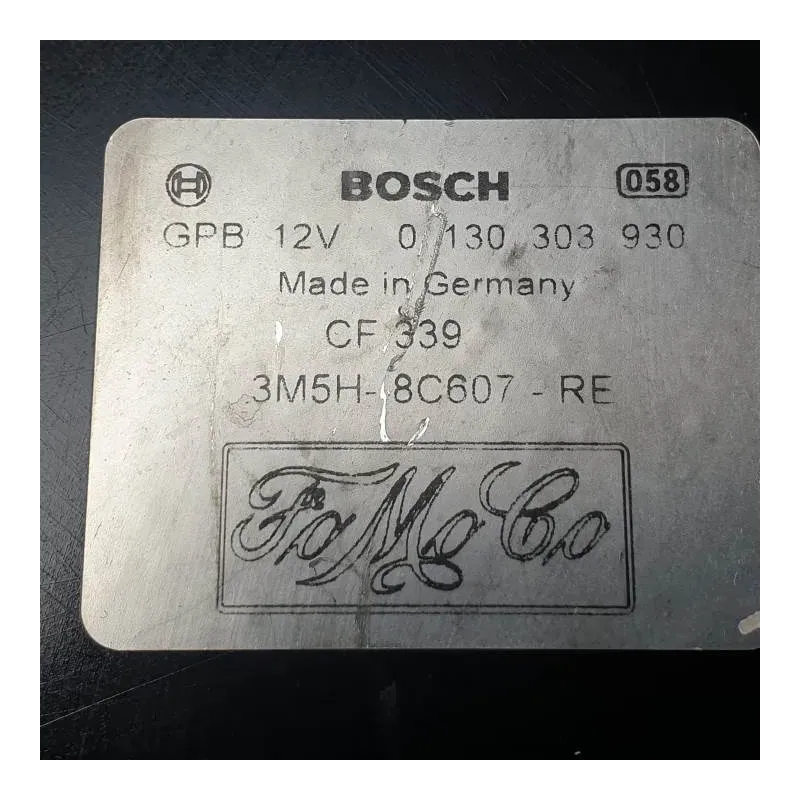 BOSCH 058
GPB 12V 0 130 303 930
Made in Germany
CF 339
3M5H-8C607-RE
FoMoCo